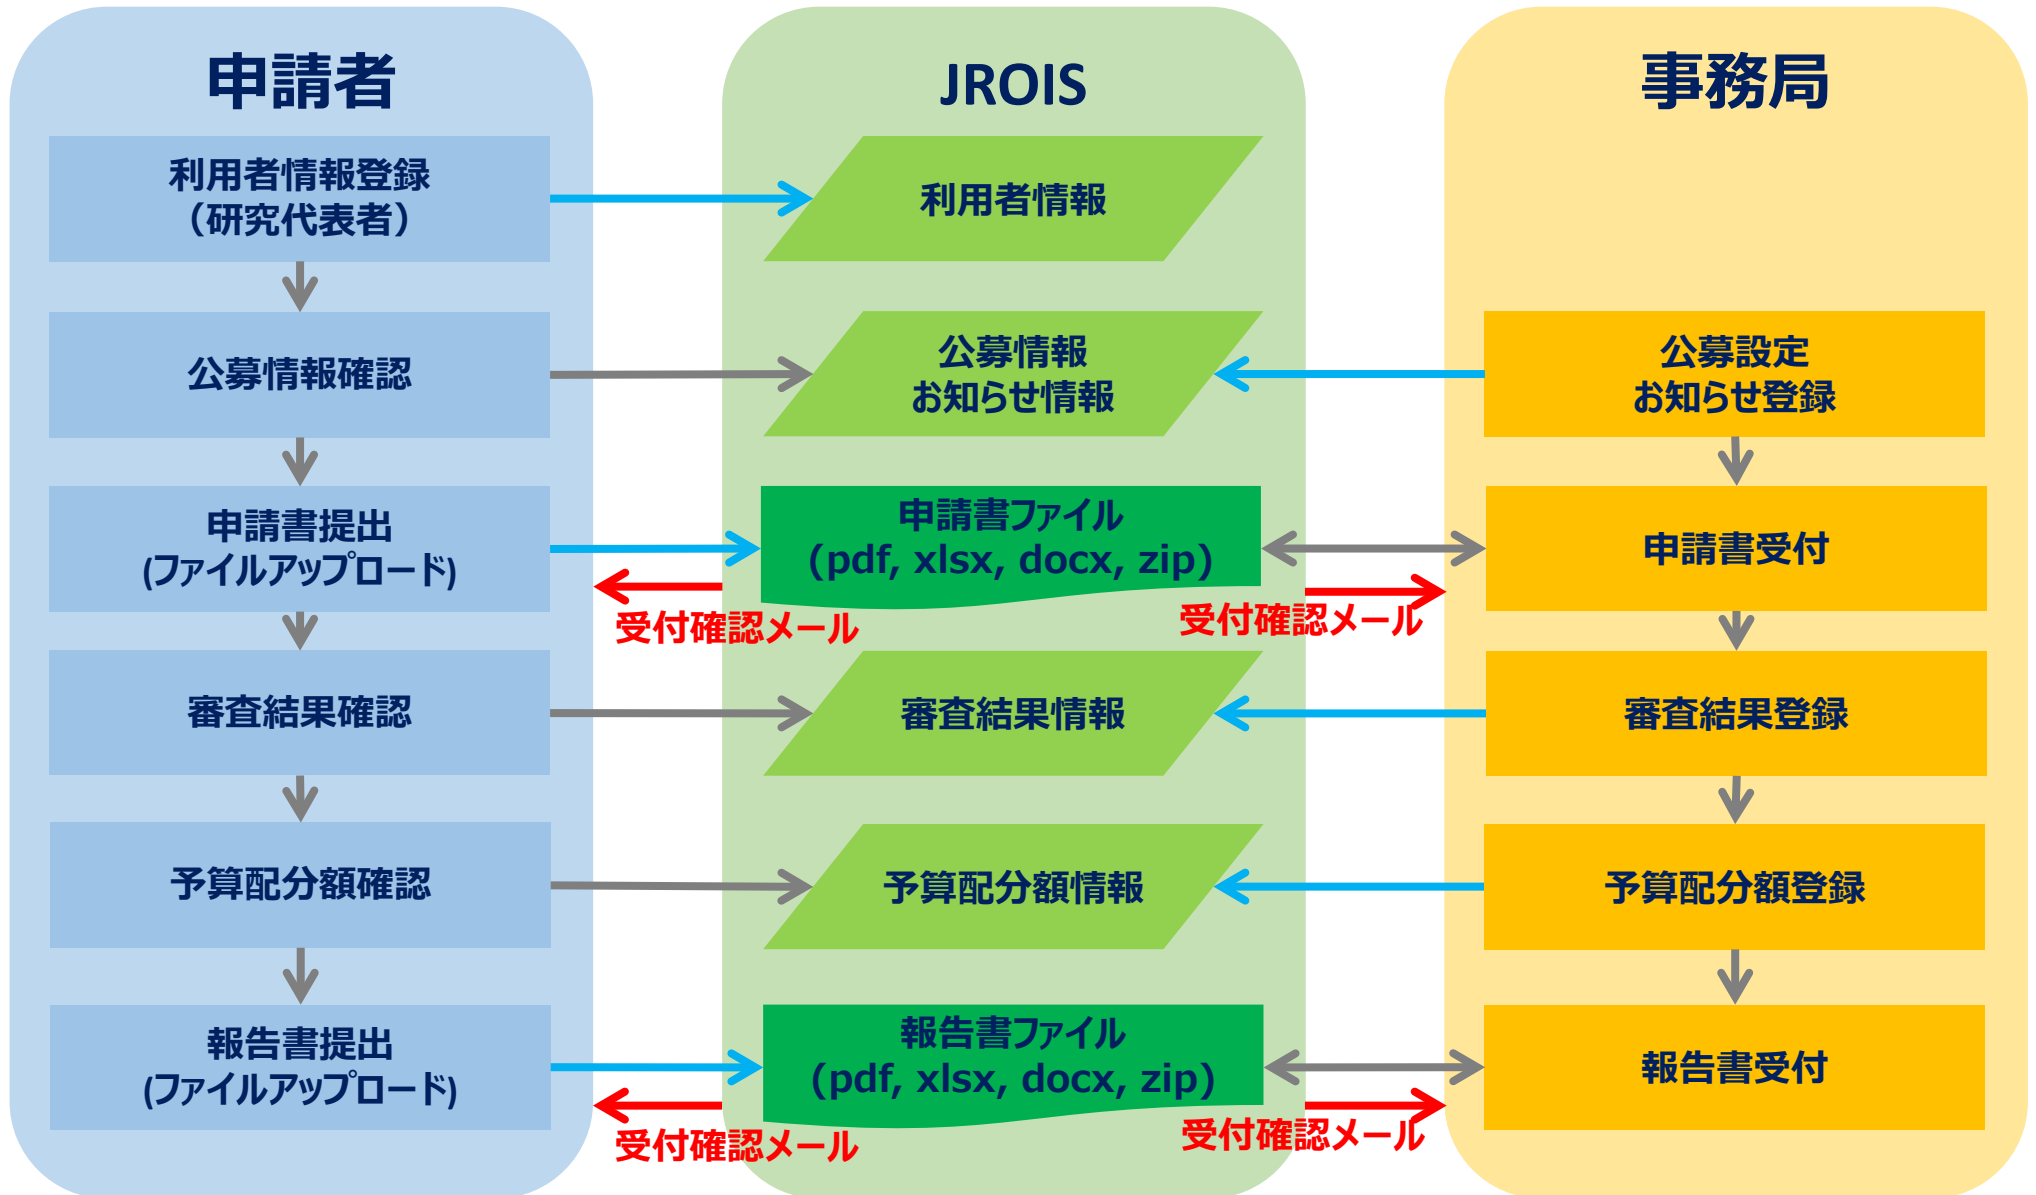 申請者
JROIS
事務局
利用者情報登録
（研究代表者）
利用者情報
公募情報確認
公募情報
お知らせ情報
公募設定
お知らせ登録
申請書提出
(ファイルアップロード)
申請書ファイル
(pdf, xlsx, docx, zip)
申請書受付
受付確認メール
受付確認メール
審査結果確認
審査結果情報
審査結果登録
予算配分額確認
予算配分額情報
予算配分額登録
報告書提出
(ファイルアップロード)
報告書ファイル
(pdf, xlsx, docx, zip)
報告書受付
受付確認メール
受付確認メール